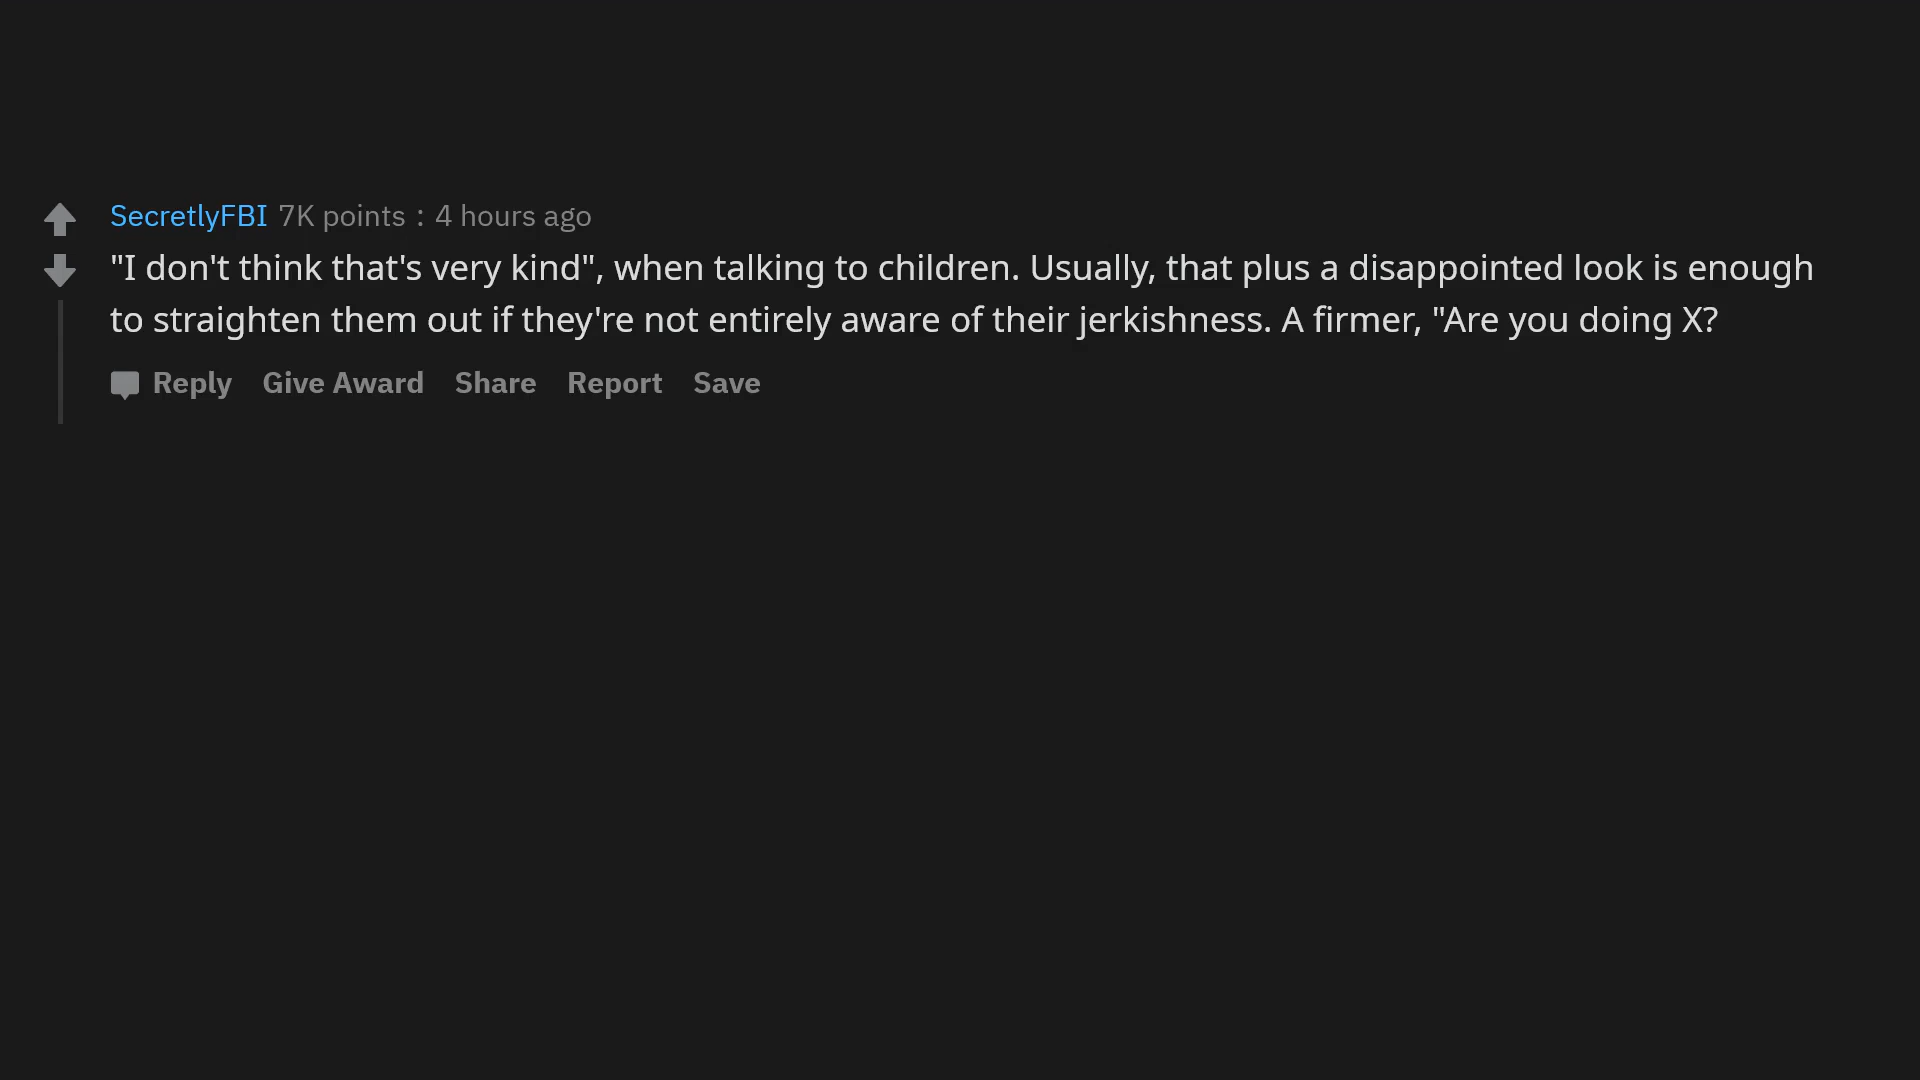 SecretlyFBI 7K points : 4 hours ago
"I don't think that's very kind", when talking to children. Usually, that plus a disappointed look is enough
to straighten them out if they're not entirely aware of their jerkishness. A firmer, "Are you doing X?
Reply Give Award Share Report Save